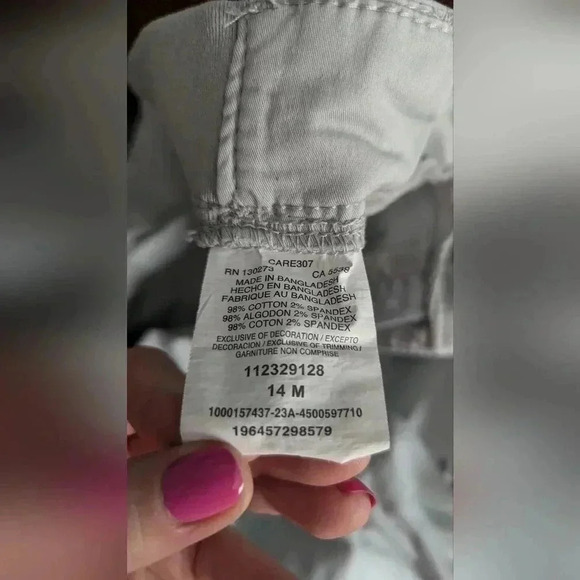 CARE307
RN 130273 CA 5538
MADE IN BANGLADESH
HECHO EN BANGLADESH
FABRIQUE AU BANGLADESH
98% COTTON 2% SPANDEX
98% ALGODON 2% SPANDEX
98% COTON 2% SPANDEX
EXCLUSIVE OF DECORATION / EXCEPTO
DECORACION / EXCLUSIVE OF TRIMMING /
GARNITURE NON COMPRISE
112329128
14 M
1000157437-23A-4500597710
196457298579